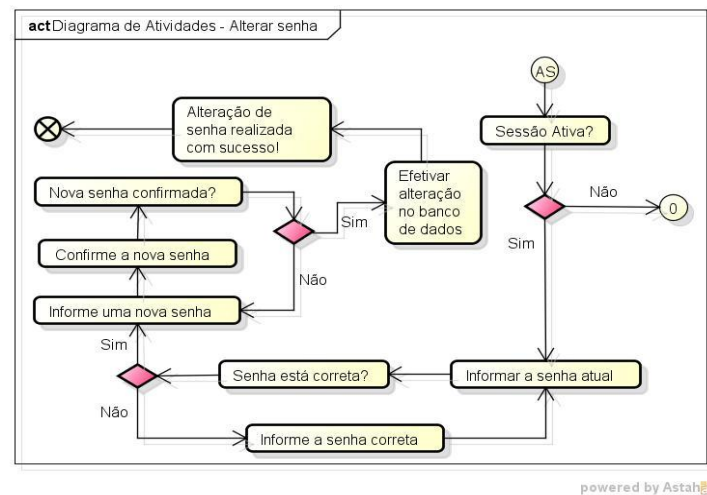 act Diagrama de Atividades - Alterar senha
AS
Sessão Ativa?
Não
0
Sim
Alteração de
senha realizada
com sucesso!
Efetivar
alteração
no banco
de dados
Nova senha confirmada?
Sim
Confirme a nova senha
Não
Informe uma nova senha
Sim
Senha está correta?
Informar a senha atual
Não
Informe a senha correta
powered by Astah